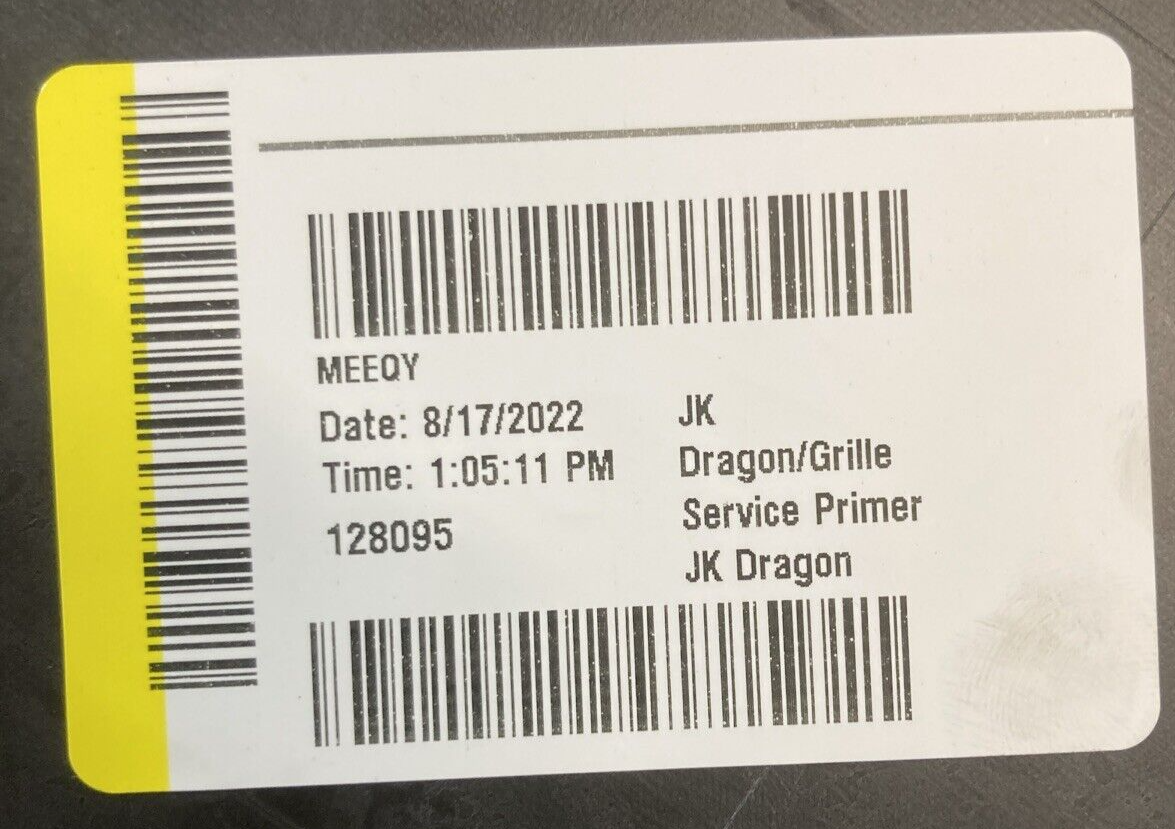 MEEQY
Date: 8/17/2022
Time: 1:05:11 PM
128095
JK
Dragon/Grille
Service Primer
JK Dragon